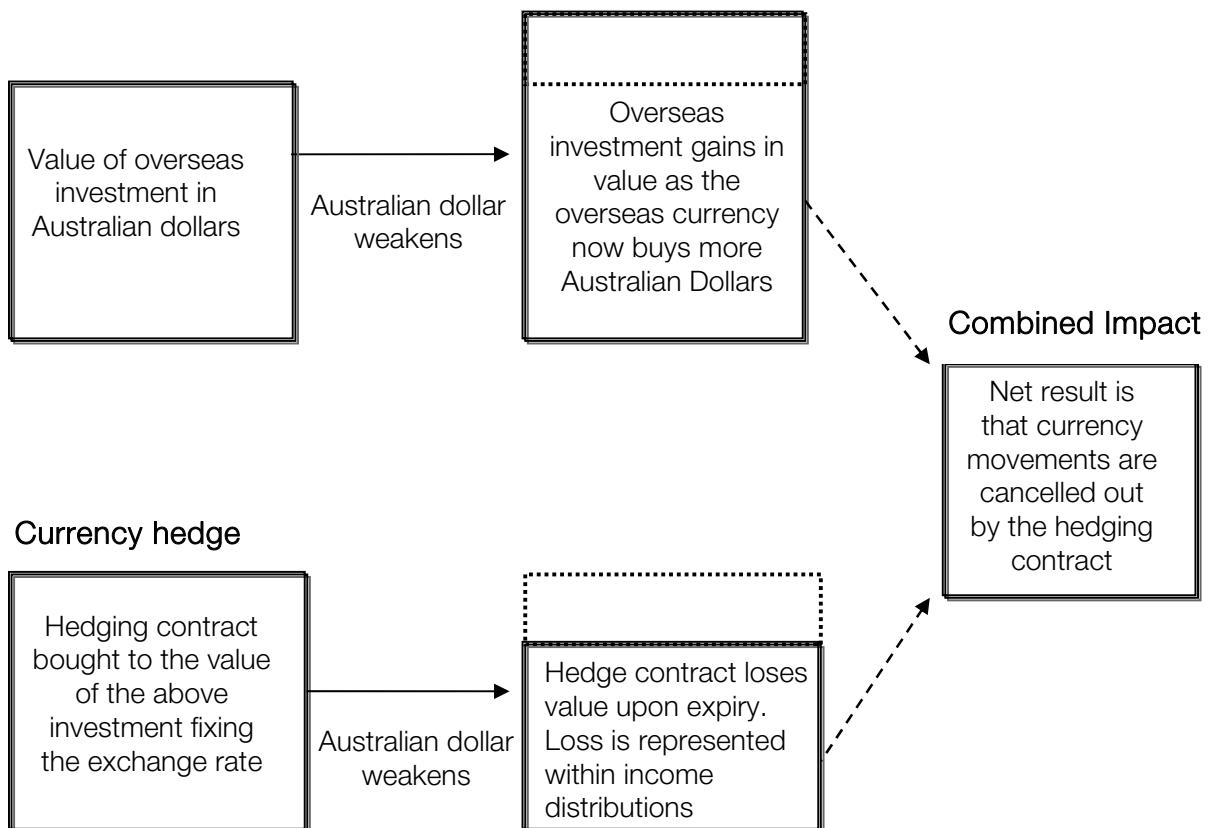 Value of overseas
investment in
Australian dollars
Australian dollar
weakens
Overseas
investment gains in
value as the
overseas currency
now buys more
Australian Dollars
Combined Impact
Net result is
that currency
movements are
cancelled out
by the hedging
contract
Currency hedge
Hedging contract
bought to the value
of the above
investment fixing
the exchange rate
Australian dollar
weakens
Hedge contract loses
value upon expiry.
Loss is represented
within income
distributions